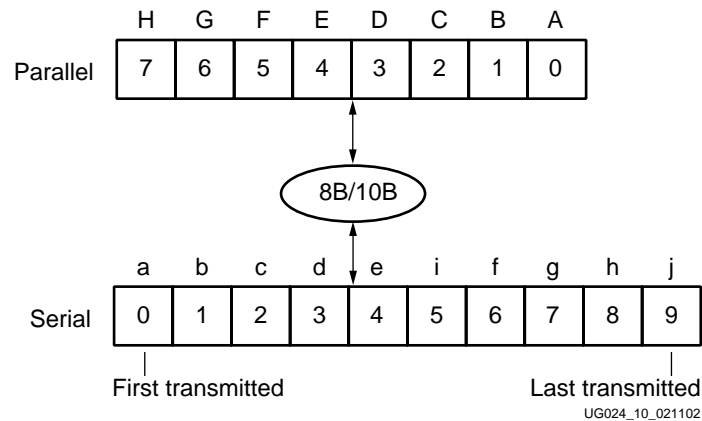 H G F E D C B A
Parallel 7 6 5 4 3 2 1 0
8B/10B
a b c d e i f g h j
Serial 0 1 2 3 4 5 6 7 8 9
First transmitted Last transmitted
UG024_10_021102